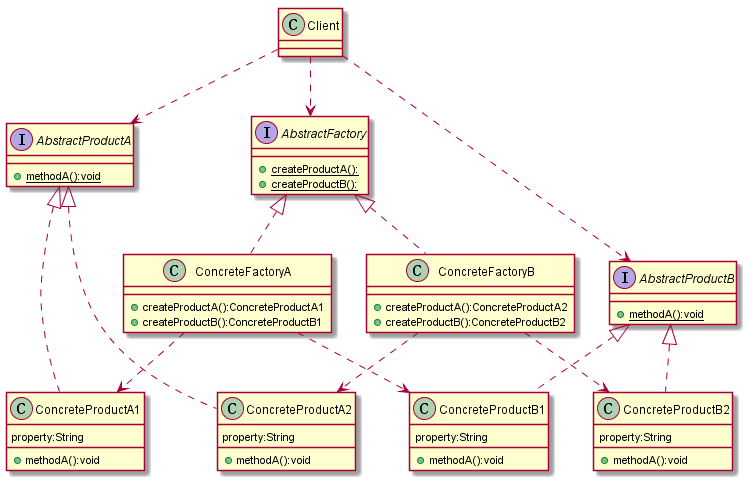 C Client
I AbstractProductA
methodA():void
I AbstractFactory
createProductA():
createProductB():
C ConcreteFactoryA
createProductA():ConcreteProductA1
createProductB():ConcreteProductB1
C ConcreteFactoryB
createProductA():ConcreteProductA2
createProductB():ConcreteProductB2
I AbstractProductB
methodA():void
C ConcreteProductA1
property:String
methodA():void
C ConcreteProductA2
property:String
methodA():void
C ConcreteProductB1
property:String
methodA():void
C ConcreteProductB2
property:String
methodA():void